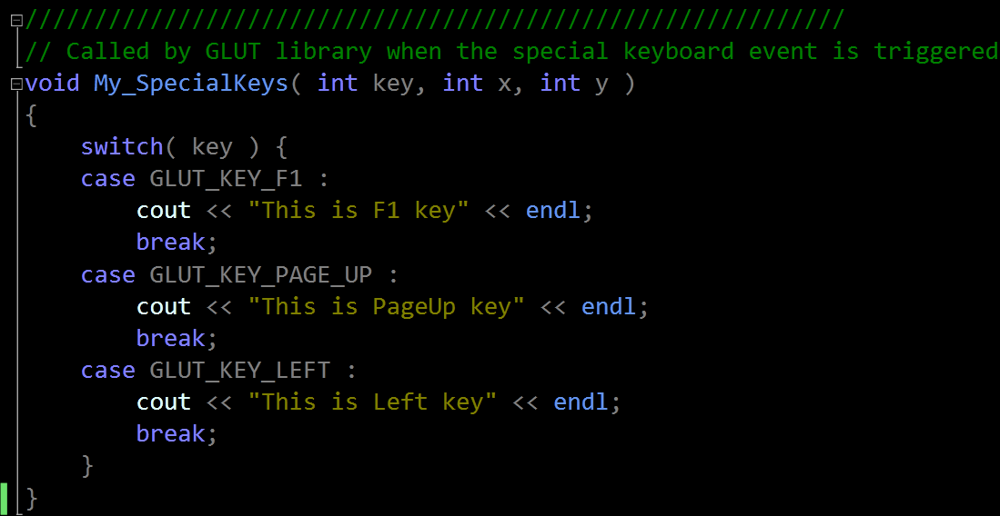 ///////////////////////////////////////////////////////////
// Called by GLUT library when the special keyboard event is triggered
void My_SpecialKeys( int key, int x, int y )
{
    switch( key ) {
    case GLUT_KEY_F1 :
        cout << "This is F1 key" << endl;
        break;
    case GLUT_KEY_PAGE_UP :
        cout << "This is PageUp key" << endl;
        break;
    case GLUT_KEY_LEFT :
        cout << "This is Left key" << endl;
        break;
    }
}